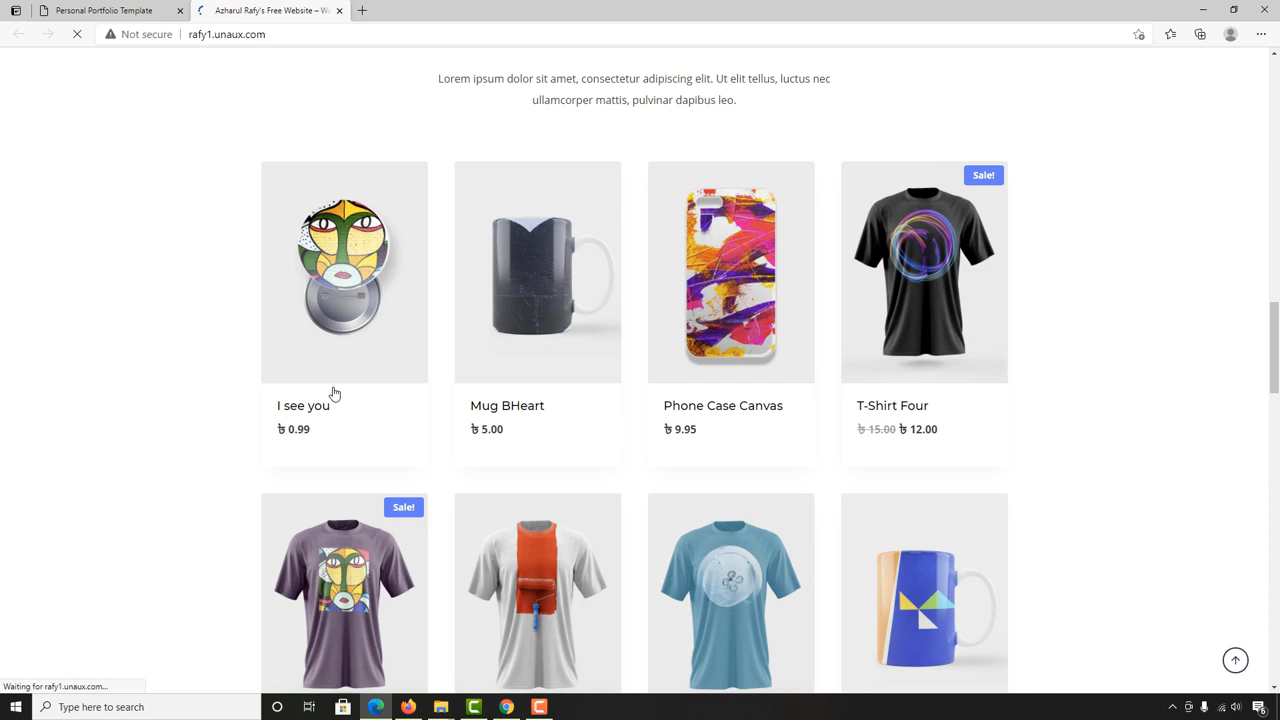 Personal Portfolio Template
Azharul Rafy's Free Website – W
Not secure
rafy1.unaux.com
Lorem ipsum dolor sit amet, consectetur adipiscing elit. Ut elit tellus, luctus nec
ullamcorper mattis, pulvinar dapibus leo.
Sale!
I see you
Mug BHeart
Phone Case Canvas
T-Shirt Four
৳ 0.99
৳ 5.00
৳ 9.95
৳ 15.00 ৳ 12.00
Sale!
Waiting for rafy1.unaux.com...
Type here to search
6